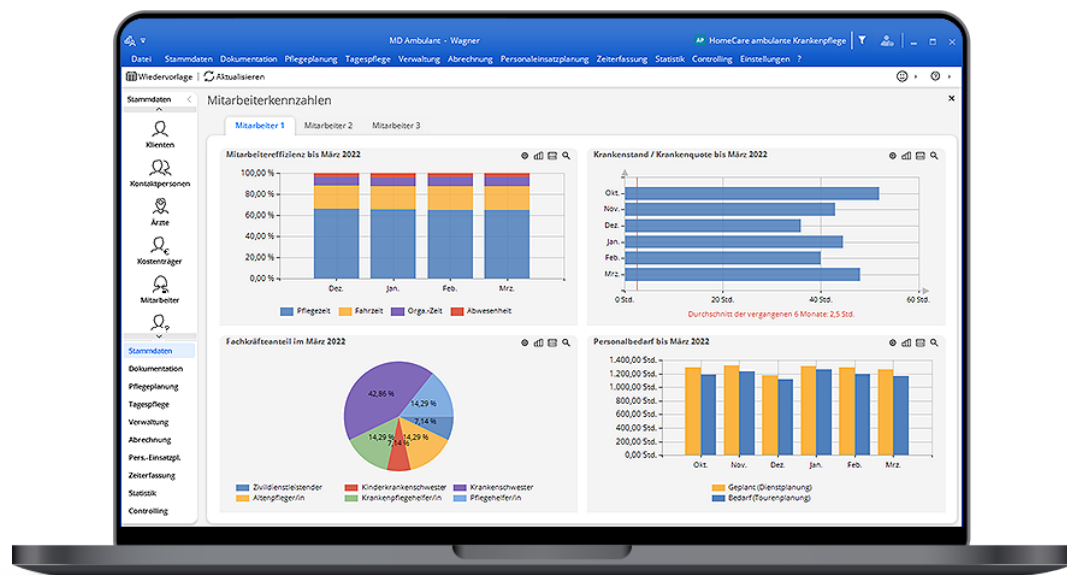 MD Ambulant - Wagner
AP HomeCare ambulante Krankenpflege
Datei Stammdaten Dokumentation Pflegeplanung Tagespflege Verwaltung Abrechnung Personaleinsatzplanung Zeiterfassung Statistik Controlling Einstellungen ?
Wiedervorlage Aktualisieren
Stammdaten
Klienten
Kontaktpersonen
Ärzte
Kostenträger
Mitarbeiter
Stammdaten
Dokumentation
Pflegeplanung
Tagespflege
Verwaltung
Abrechnung
Pers.-Einsatzpl.
Zeiterfassung
Statistik
Controlling
Mitarbeiterkennzahlen
Mitarbeiter 1 Mitarbeiter 2 Mitarbeiter 3
Mitarbeitereffizienz bis März 2022
100,00 %
80,00 %
60,00 %
40,00 %
20,00 %
0,00 %
Dez. Jan. Feb. Mrz.
Pflegezeit Fahrzeit Orga.-Zeit Abwesenheit
Krankenstand / Krankenquote bis März 2022
Okt.
Nov.
Dez.
Jan.
Feb.
Mrz.
0 Std. 20 Std. 40 Std. 60 Std.
Durchschnitt der vergangenen 6 Monate: 2,5 Std.
Fachkräfteanteil im März 2022
42,86 %
14,29 %
7,14 %
14,29 %
7,14 %
14,29 %
Zivildienstleistender Kinderkrankenschwester Krankenschwester
Altenpfleger/in Krankenpflegehelfer/in Pflegehelfer/in
Personalbedarf bis März 2022
1.400,00 Std.
1.200,00 Std.
1.000,00 Std.
800,00 Std.
600,00 Std.
400,00 Std.
200,00 Std.
0,00 Std.
Okt. Nov. Dez. Jan. Feb. Mrz.
Geplant (Dienstplanung)
Bedarf (Tourenplanung)